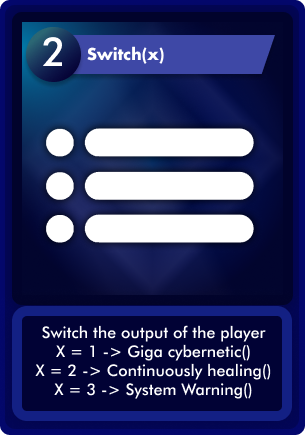 2
Switch(x)
Switch the output of the player
X = 1 -> Giga cybernetic()
X = 2 -> Continuously healing()
X = 3 -> System Warning()